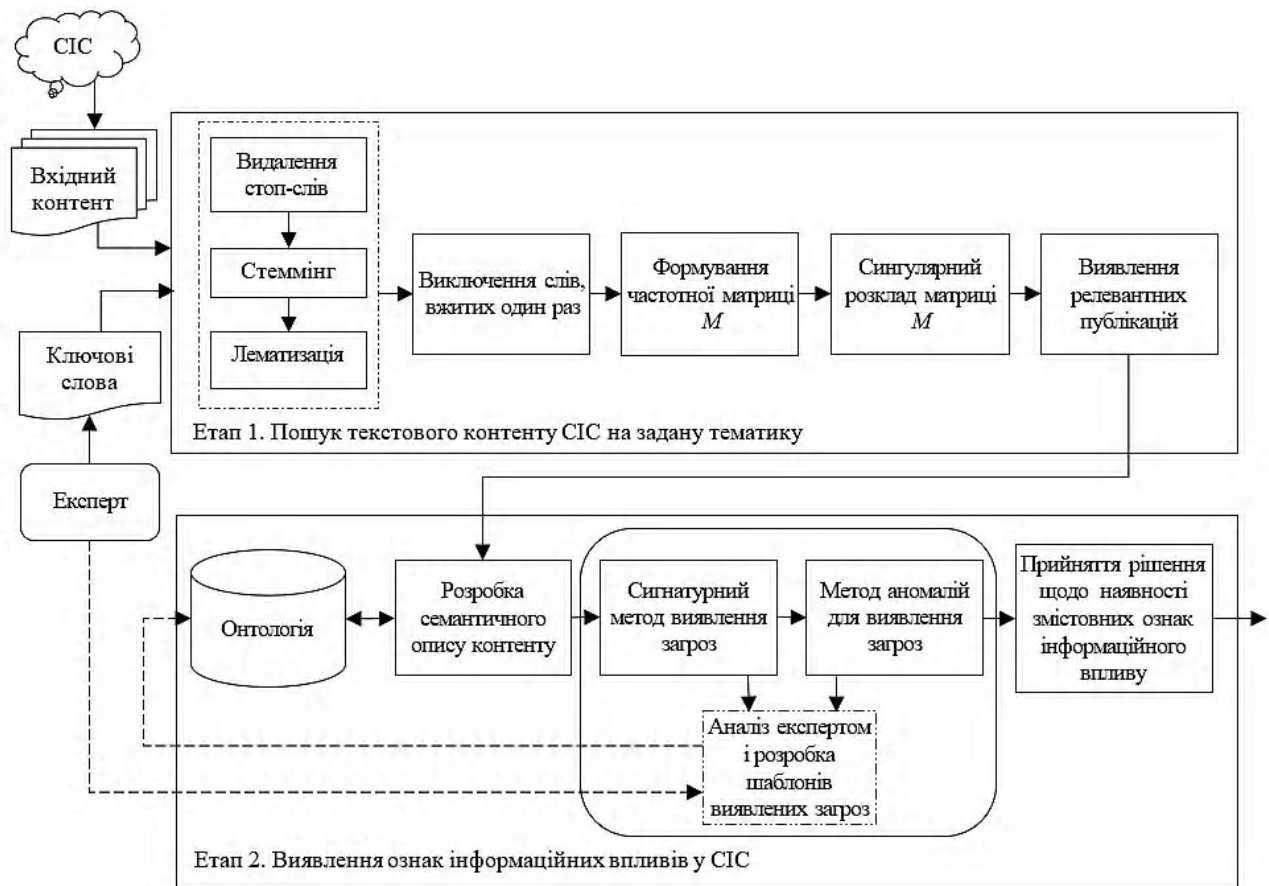 СІС
Вхідний
контент
Ключові
слова
Експерт
Видалення
стоп-слів
Стеммінг
Лематизація
Виключення слів,
вжитих один раз
Формування
частотної матриці
M
Сингулярний
розклад матриці
M
Виявлення
релевантних
публікацій
Етап 1. Пошук текстового контенту СІС на задану тематику
Онтологія
Розробка
семантичного
опису контенту
Сигнатурний
метод виявлення
загроз
Метод аномалій
для виявлення
загроз
Прийняття рішення
щодо наявності
змістовних ознак
інформаційного
впливу
Аналіз експертом
і розробка
шаблонів
виявлених загроз
Етап 2. Виявлення ознак інформаційних впливів у СІС